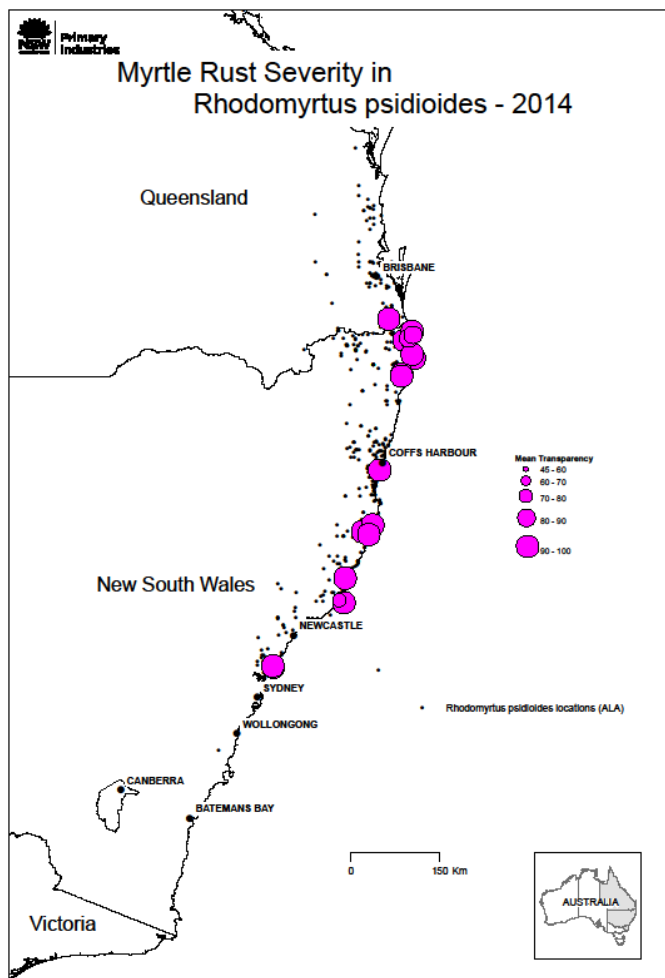 NSW
Primary
Industries
Myrtle Rust Severity in
Rhodomyrtus psidioides - 2014
Queensland
BRISBANE
COFFS HARBOUR
Mean Transparency
45 - 60
60 - 70
70 - 80
80 - 90
90 - 100
New South Wales
NEWCASTLE
SYDNEY
Rhodomyrtus psidioides locations (ALA)
WOLLONGONG
CANBERRA
BATEMANS BAY
0 150 Km
AUSTRALIA
Victoria